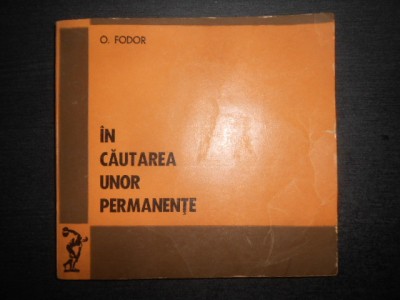 O. FODOR
ÎN
CĂUTAREA
UNOR
PERMANENȚE